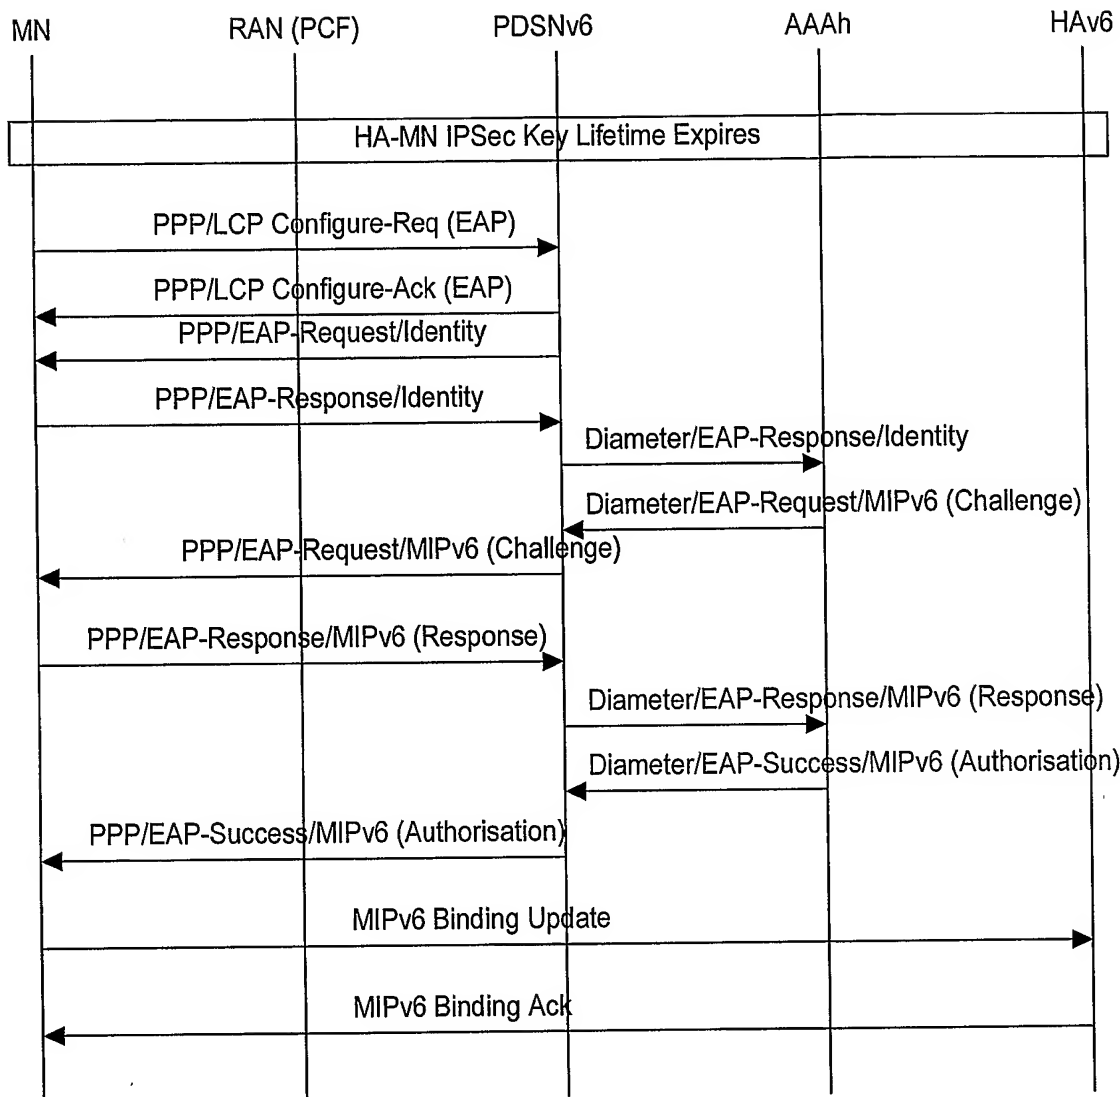 MN RAN (PCF) PDSNv6 AAAh HAv6
HA-MN IPSec Key Lifetime Expires
PPP/LCP Configure-Req (EAP)
PPP/LCP Configure-Ack (EAP)
PPP/EAP-Request/Identity
PPP/EAP-Response/Identity
Diameter/EAP-Response/Identity
Diameter/EAP-Request/MIPv6 (Challenge)
PPP/EAP-Request/MIPv6 (Challenge)
PPP/EAP-Response/MIPv6 (Response)
Diameter/EAP-Response/MIPv6 (Response)
Diameter/EAP-Success/MIPv6 (Authorisation)
PPP/EAP-Success/MIPv6 (Authorisation)
MIPv6 Binding Update
MIPv6 Binding Ack